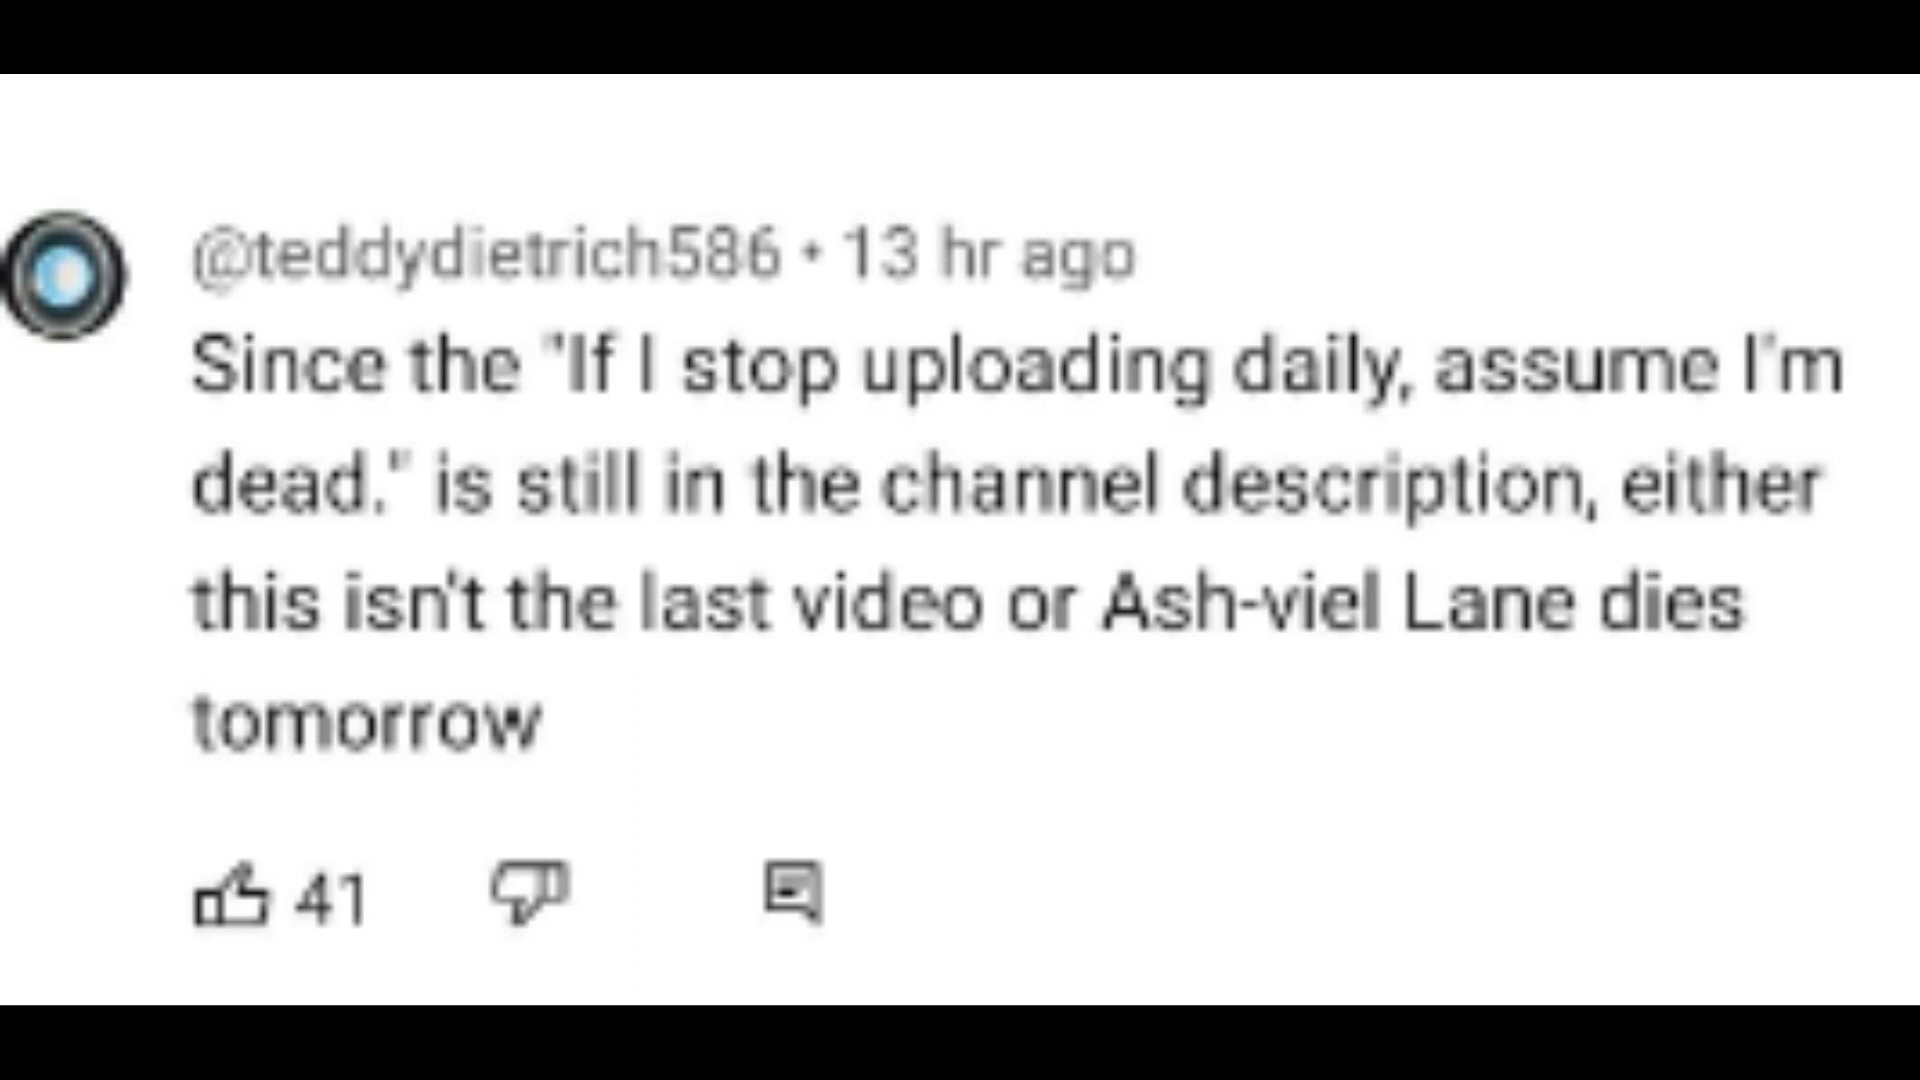 @teddydietrich586 • 13 hr ago
Since the "If I stop uploading daily, assume I'm
dead." is still in the channel description, either
this isn't the last video or Ash-viel Lane dies
tomorrow
41